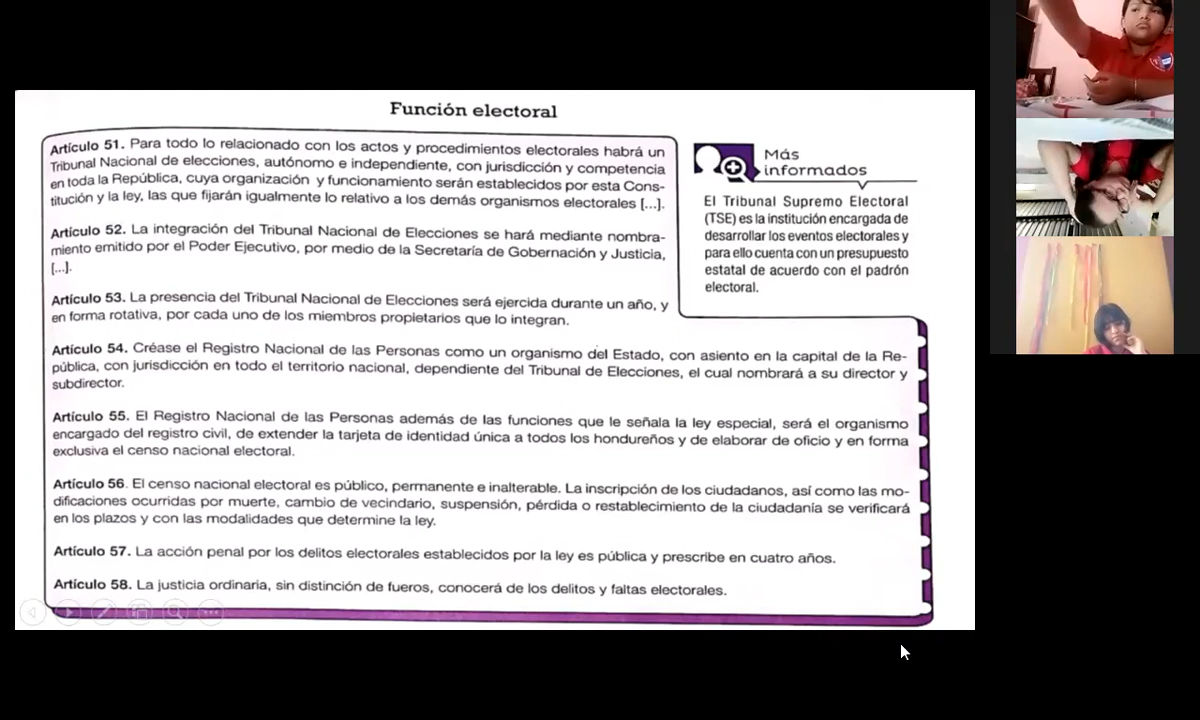 Función electoral
Artículo 51. Para todo lo relacionado con los actos y procedimientos electorales habrá un
Tribunal Nacional de elecciones, autónomo e independiente, con jurisdicción y competencia
en toda la República, cuya organización y funcionamiento serán establecidos por esta Cons-
titución y la ley, las que fijarán igualmente lo relativo a los demás organismos electorales [...].
Artículo 52. La integración del Tribunal Nacional de Elecciones se hará mediante nombra-
miento emitido por el Poder Ejecutivo, por medio de la Secretaría de Gobernación y Justicia,
[...].
Artículo 53. La presencia del Tribunal Nacional de Elecciones será ejercida durante un año, y
en forma rotativa, por cada uno de los miembros propietarios que lo integran.
Más
informados
El Tribunal Supremo Electoral
(TSE) es la institución encargada de
desarrollar los eventos electorales y
para ello cuenta con un presupuesto
estatal de acuerdo con el padrón
electoral.
Artículo 54. Créase el Registro Nacional de las Personas como un organismo del Estado, con asiento en la capital de la Re-
pública, con jurisdicción en todo el territorio nacional, dependiente del Tribunal de Elecciones, el cual nombrará a su director y
subdirector.
Artículo 55. El Registro Nacional de las Personas además de las funciones que le señala la ley especial, será el organismo
encargado del registro civil, de extender la tarjeta de identidad única a todos los hondureños y de elaborar de oficio y en forma
exclusiva el censo nacional electoral.
Artículo 56. El censo nacional electoral es público, permanente e inalterable. La inscripción de los ciudadanos, así como las mo-
dificaciones ocurridas por muerte, cambio de vecindario, suspensión, pérdida o restablecimiento de la ciudadanía se verificará
en los plazos y con las modalidades que determine la ley.
Artículo 57. La acción penal por los delitos electorales establecidos por la ley es pública y prescribe en cuatro años.
Artículo 58. La justicia ordinaria, sin distinción de fueros, conocerá de los delitos y faltas electorales.